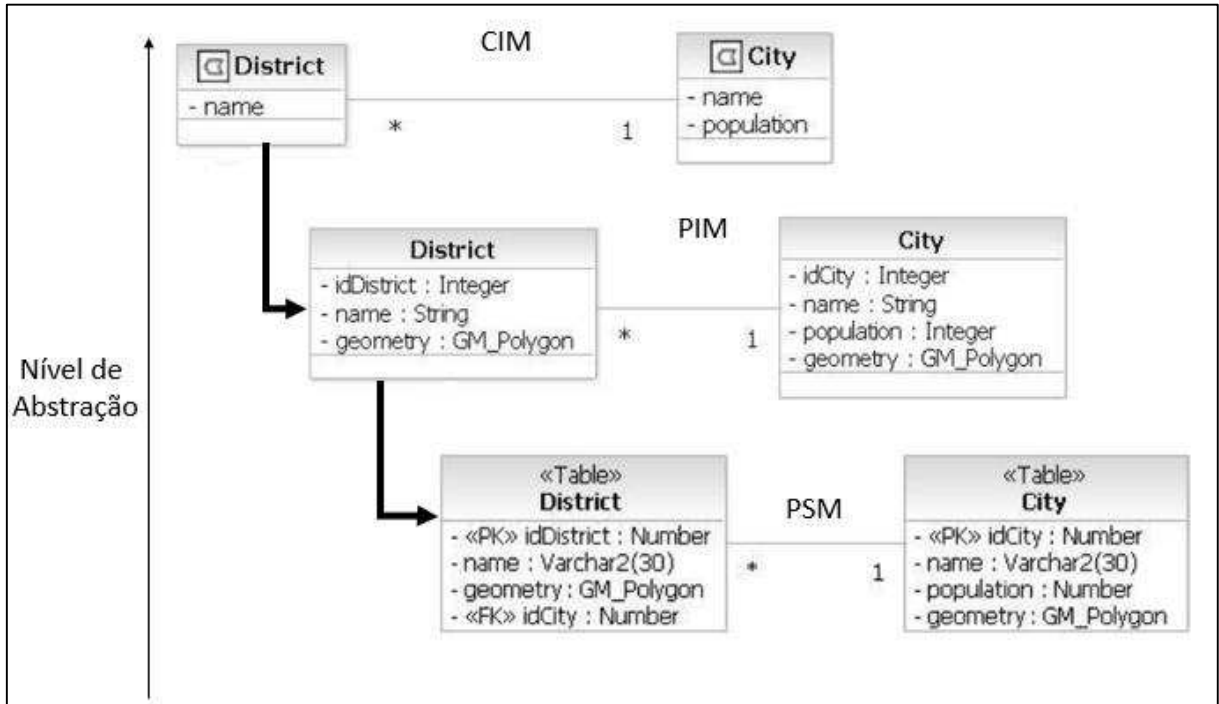 CIM
District
- name
*
1
City
- name
- population
PIM
District
- idDistrict : Integer
- name : String
- geometry : GM_Polygon
*
1
City
- idCity : Integer
- name : String
- population : Integer
- geometry : GM_Polygon
Nível de
Abstração
PSM
«Table»
District
- «PK» idDistrict : Number
- name : Varchar2(30)
- geometry : GM_Polygon
- «FK» idCity : Number
*
1
«Table»
City
- «PK» idCity : Number
- name : Varchar2(30)
- population : Number
- geometry : GM_Polygon